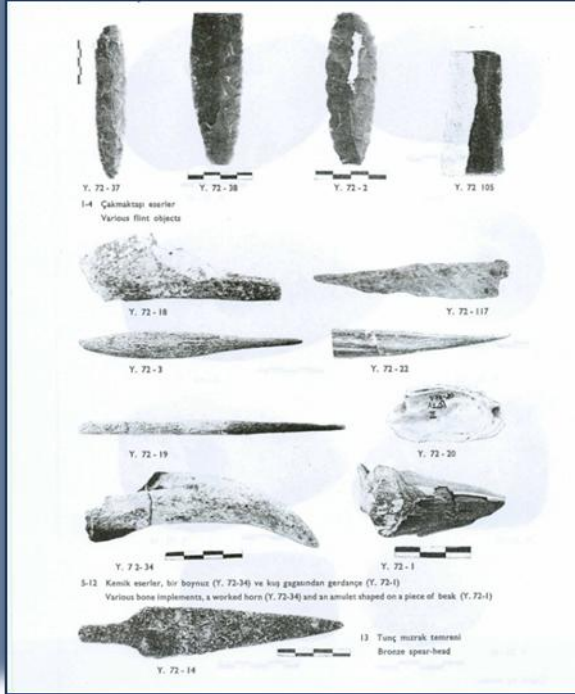 Y. 72-37
Y. 72-38
Y. 72-2
Y. 72 105
1-4 Çakmaktaşı eserler
Various flint objects
Y. 72-18
Y. 72-117
Y. 72-3
Y. 72-22
Y. 72-19
Y. 72-20
Y. 72-34
Y. 72-1
5-12 Kemik eserler, bir boynuz (Y. 72-34) ve kuş gagasından gerdançe (Y. 72-1)
Various bone implements, a worked horn (Y. 72-34) and an amulet shaped on a piece of beak (Y. 72-1)
13 Tunç mızrak temreni
Bronze spear-head
Y. 72-14